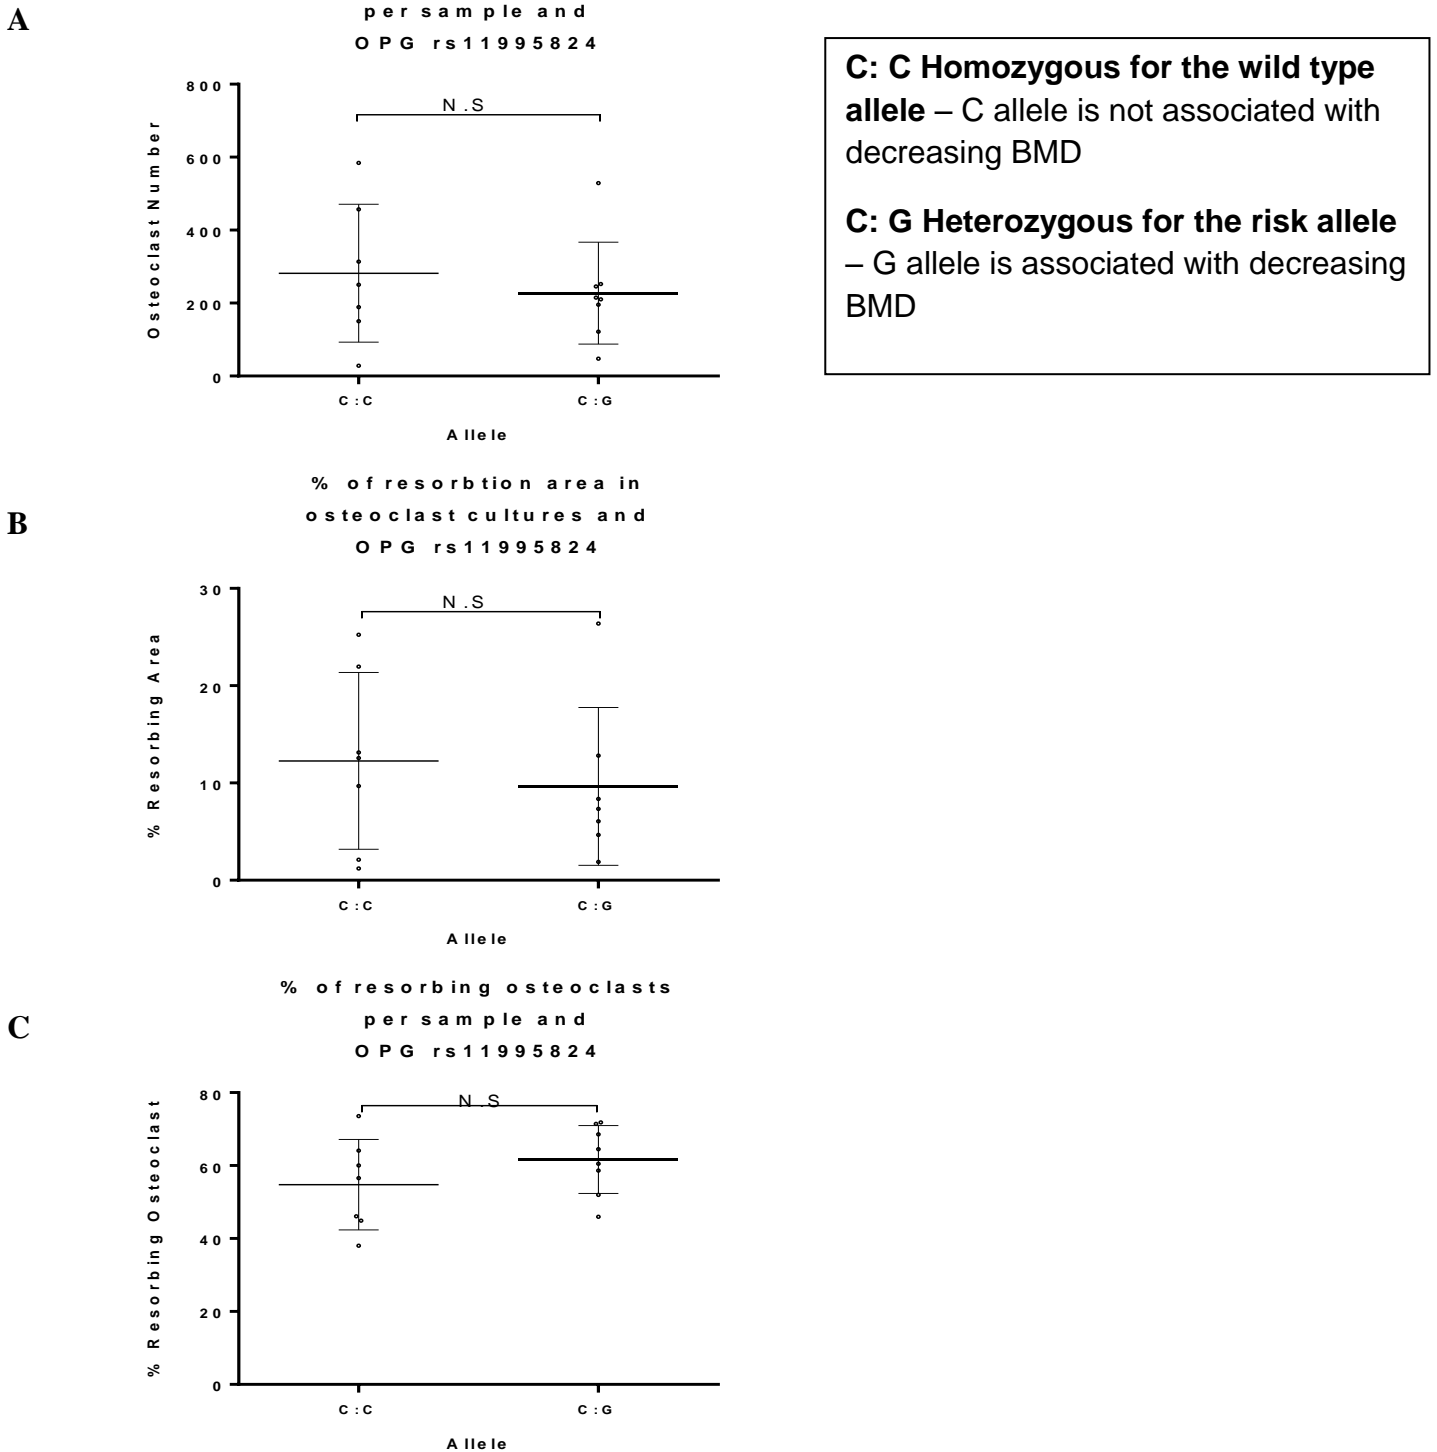 A
per sample and
OPG rs11995824
800
600
400
200
0
Osteoclast Number
N.S
C:C
C:G
Allele
C: C Homozygous for the wild type
allele – C allele is not associated with
decreasing BMD
C: G Heterozygous for the risk allele
– G allele is associated with decreasing
BMD
B
% of resorbtion area in
osteoclast cultures and
OPG rs11995824
30
20
10
0
% Resorbing Area
N.S
C:C
C:G
Allele
C
% of resorbing osteoclasts
per sample and
OPG rs11995824
80
60
40
20
0
% Resorbing Osteoclast
N.S
C:C
C:G
Allele